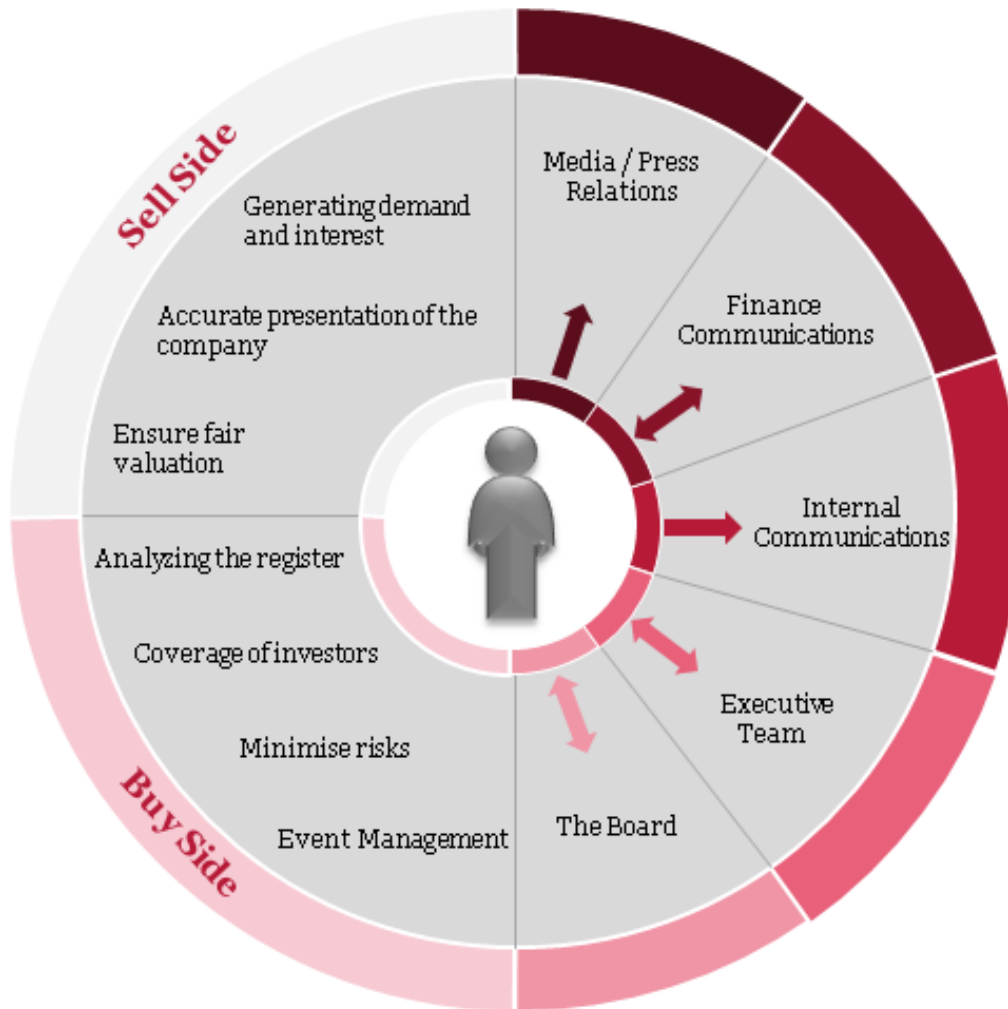 Sell Side
Generating demand
and interest
Accurate presentation of the
company
Ensure fair
valuation
Media / Press
Relations
Finance
Communications
Internal
Communications
Executive
Team
The Board
Analyzing the register
Coverage of investors
Minimise risks
Event Management
Buy Side